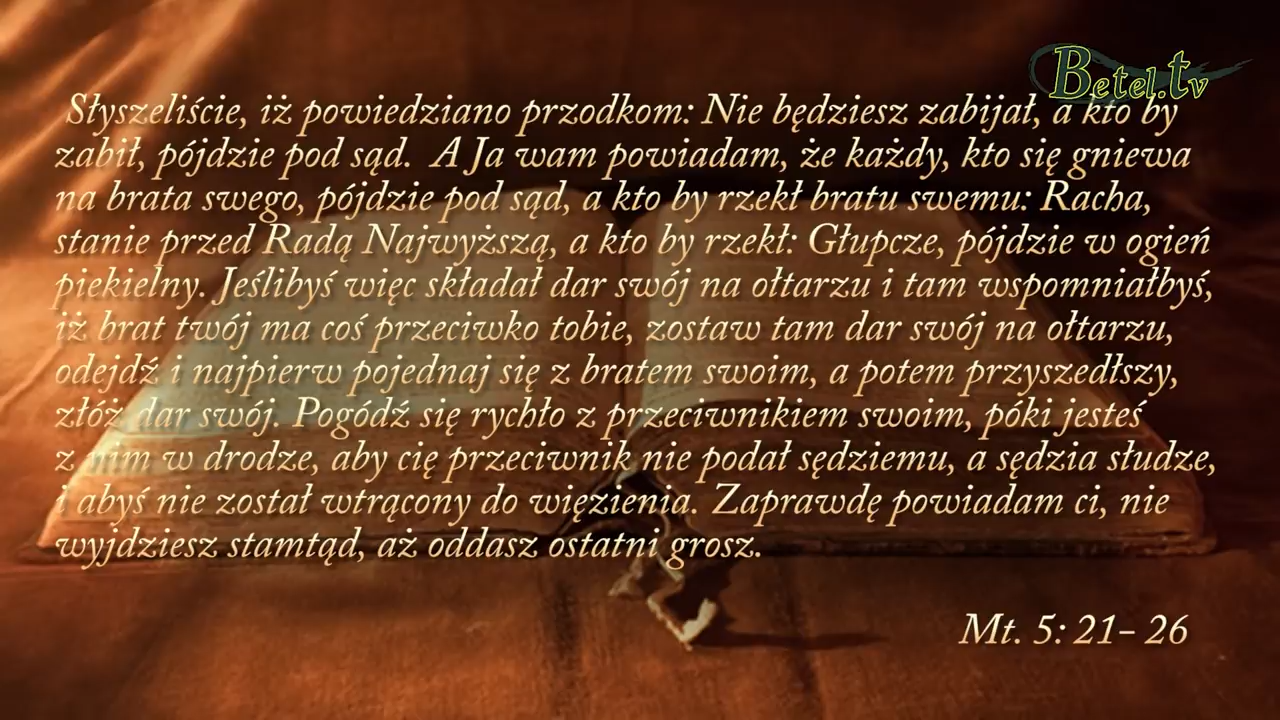 Betel.tv
Słyszeliście, iż powiedziano przodkom: Nie będziesz zabijał, a kto by
zabił, pójdzie pod sąd. A Ja wam powiadam, że każdy, kto się gniewa
na brata swego, pójdzie pod sąd, a kto by rzekł bratu swemu: Racha,
stanie przed Radą Najwyższą, a kto by rzekł: Głupcze, pójdzie w ogień
piekielny. Jeślibyś więc składał dar swój na ołtarzu i tam wspomniałbyś,
iż brat twój ma coś przeciwko tobie, zostaw tam dar swój na ołtarzu,
odejdź i najpierw pojednaj się z bratem swoim, a potem przyszedłszy,
złóż dar swój. Pogódź się rychło z przeciwnikiem swoim, póki jesteś
z nim w drodze, aby cię przeciwnik nie podał sędziemu, a sędzia słudze,
i abyś nie został wtrącony do więzienia. Zaprawdę powiadam ci, nie
wyjdziesz stamtąd, aż oddasz ostatni grosz.
Mt. 5: 21– 26